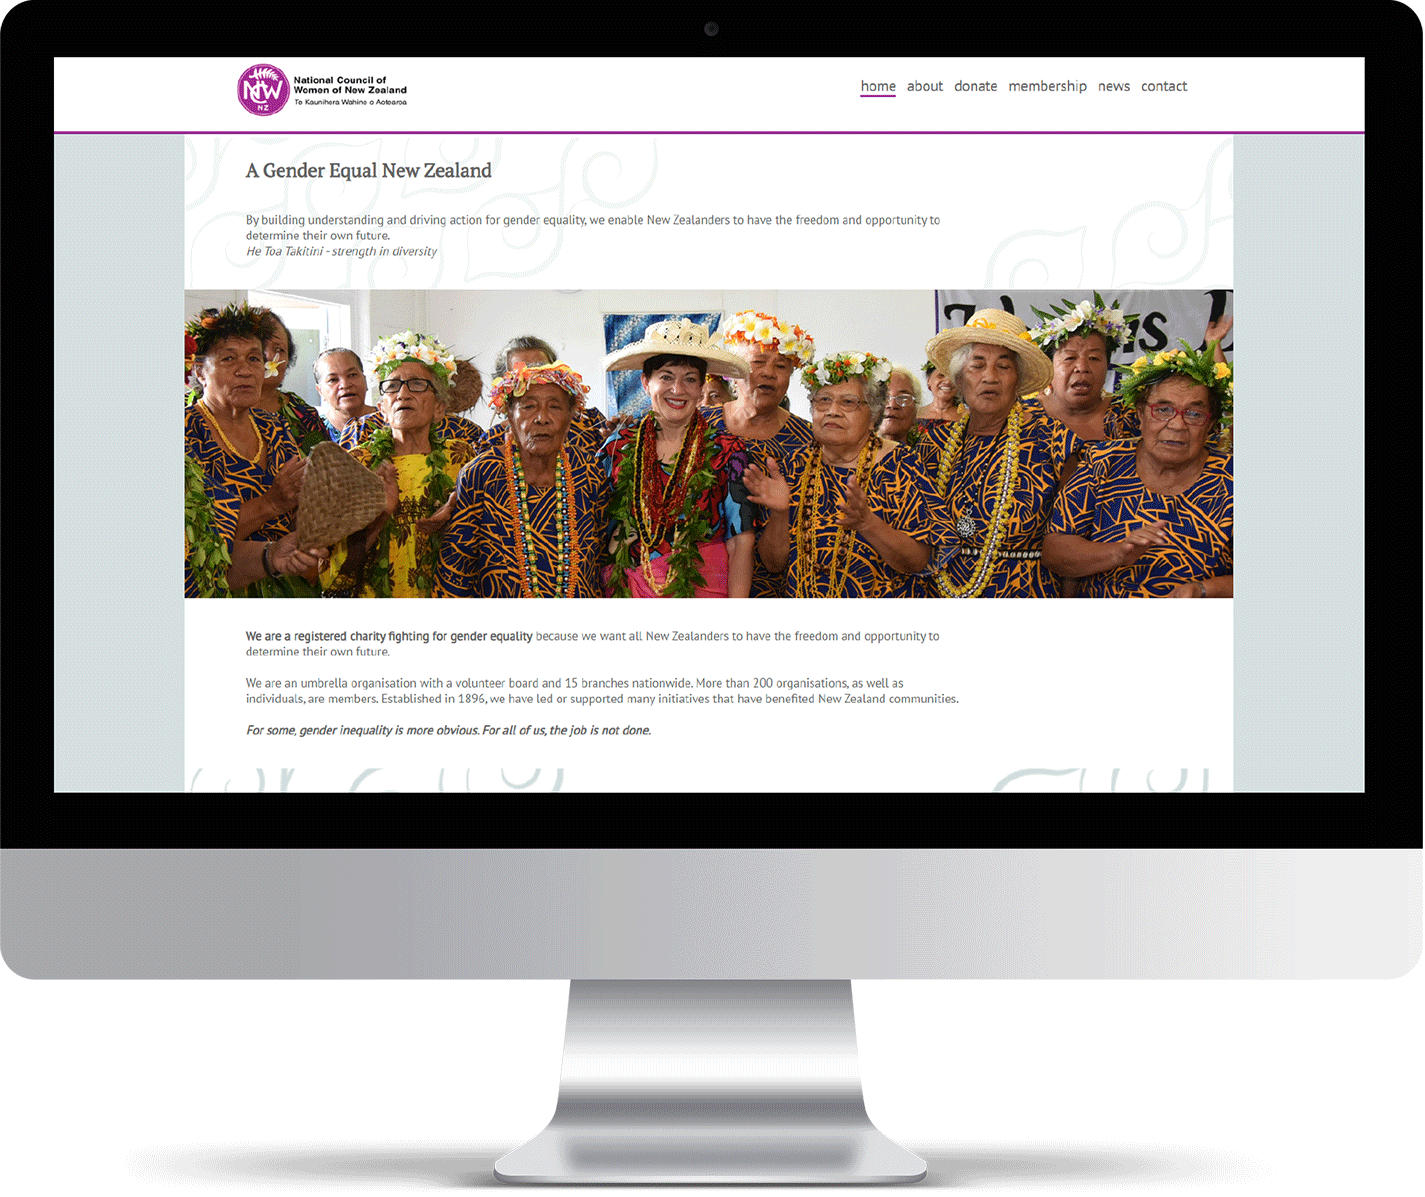 NCW
NZ
National Council of
Women of New Zealand
Te Kaunihera Wahine o Aotearoa
home about donate membership news contact
A Gender Equal New Zealand
By building understanding and driving action for gender equality, we enable New Zealanders to have the freedom and opportunity to
determine their own future.
He Toa Takitini - strength in diversity
We are a registered charity fighting for gender equality because we want all New Zealanders to have the freedom and opportunity to
determine their own future.
We are an umbrella organisation with a volunteer board and 15 branches nationwide. More than 200 organisations, as well as
individuals, are members. Established in 1896, we have led or supported many initiatives that have benefited New Zealand communities.
For some, gender inequality is more obvious. For all of us, the job is not done.